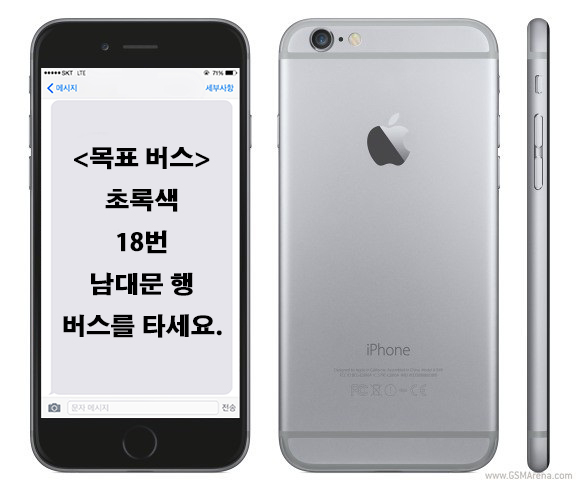 SKT LTE 71%
메시지 세부사항
<목표 버스>
초록색
18번
남대문 행
버스를 타세요.
문자 메시지 전송
iPhone
www.GSMArena.com